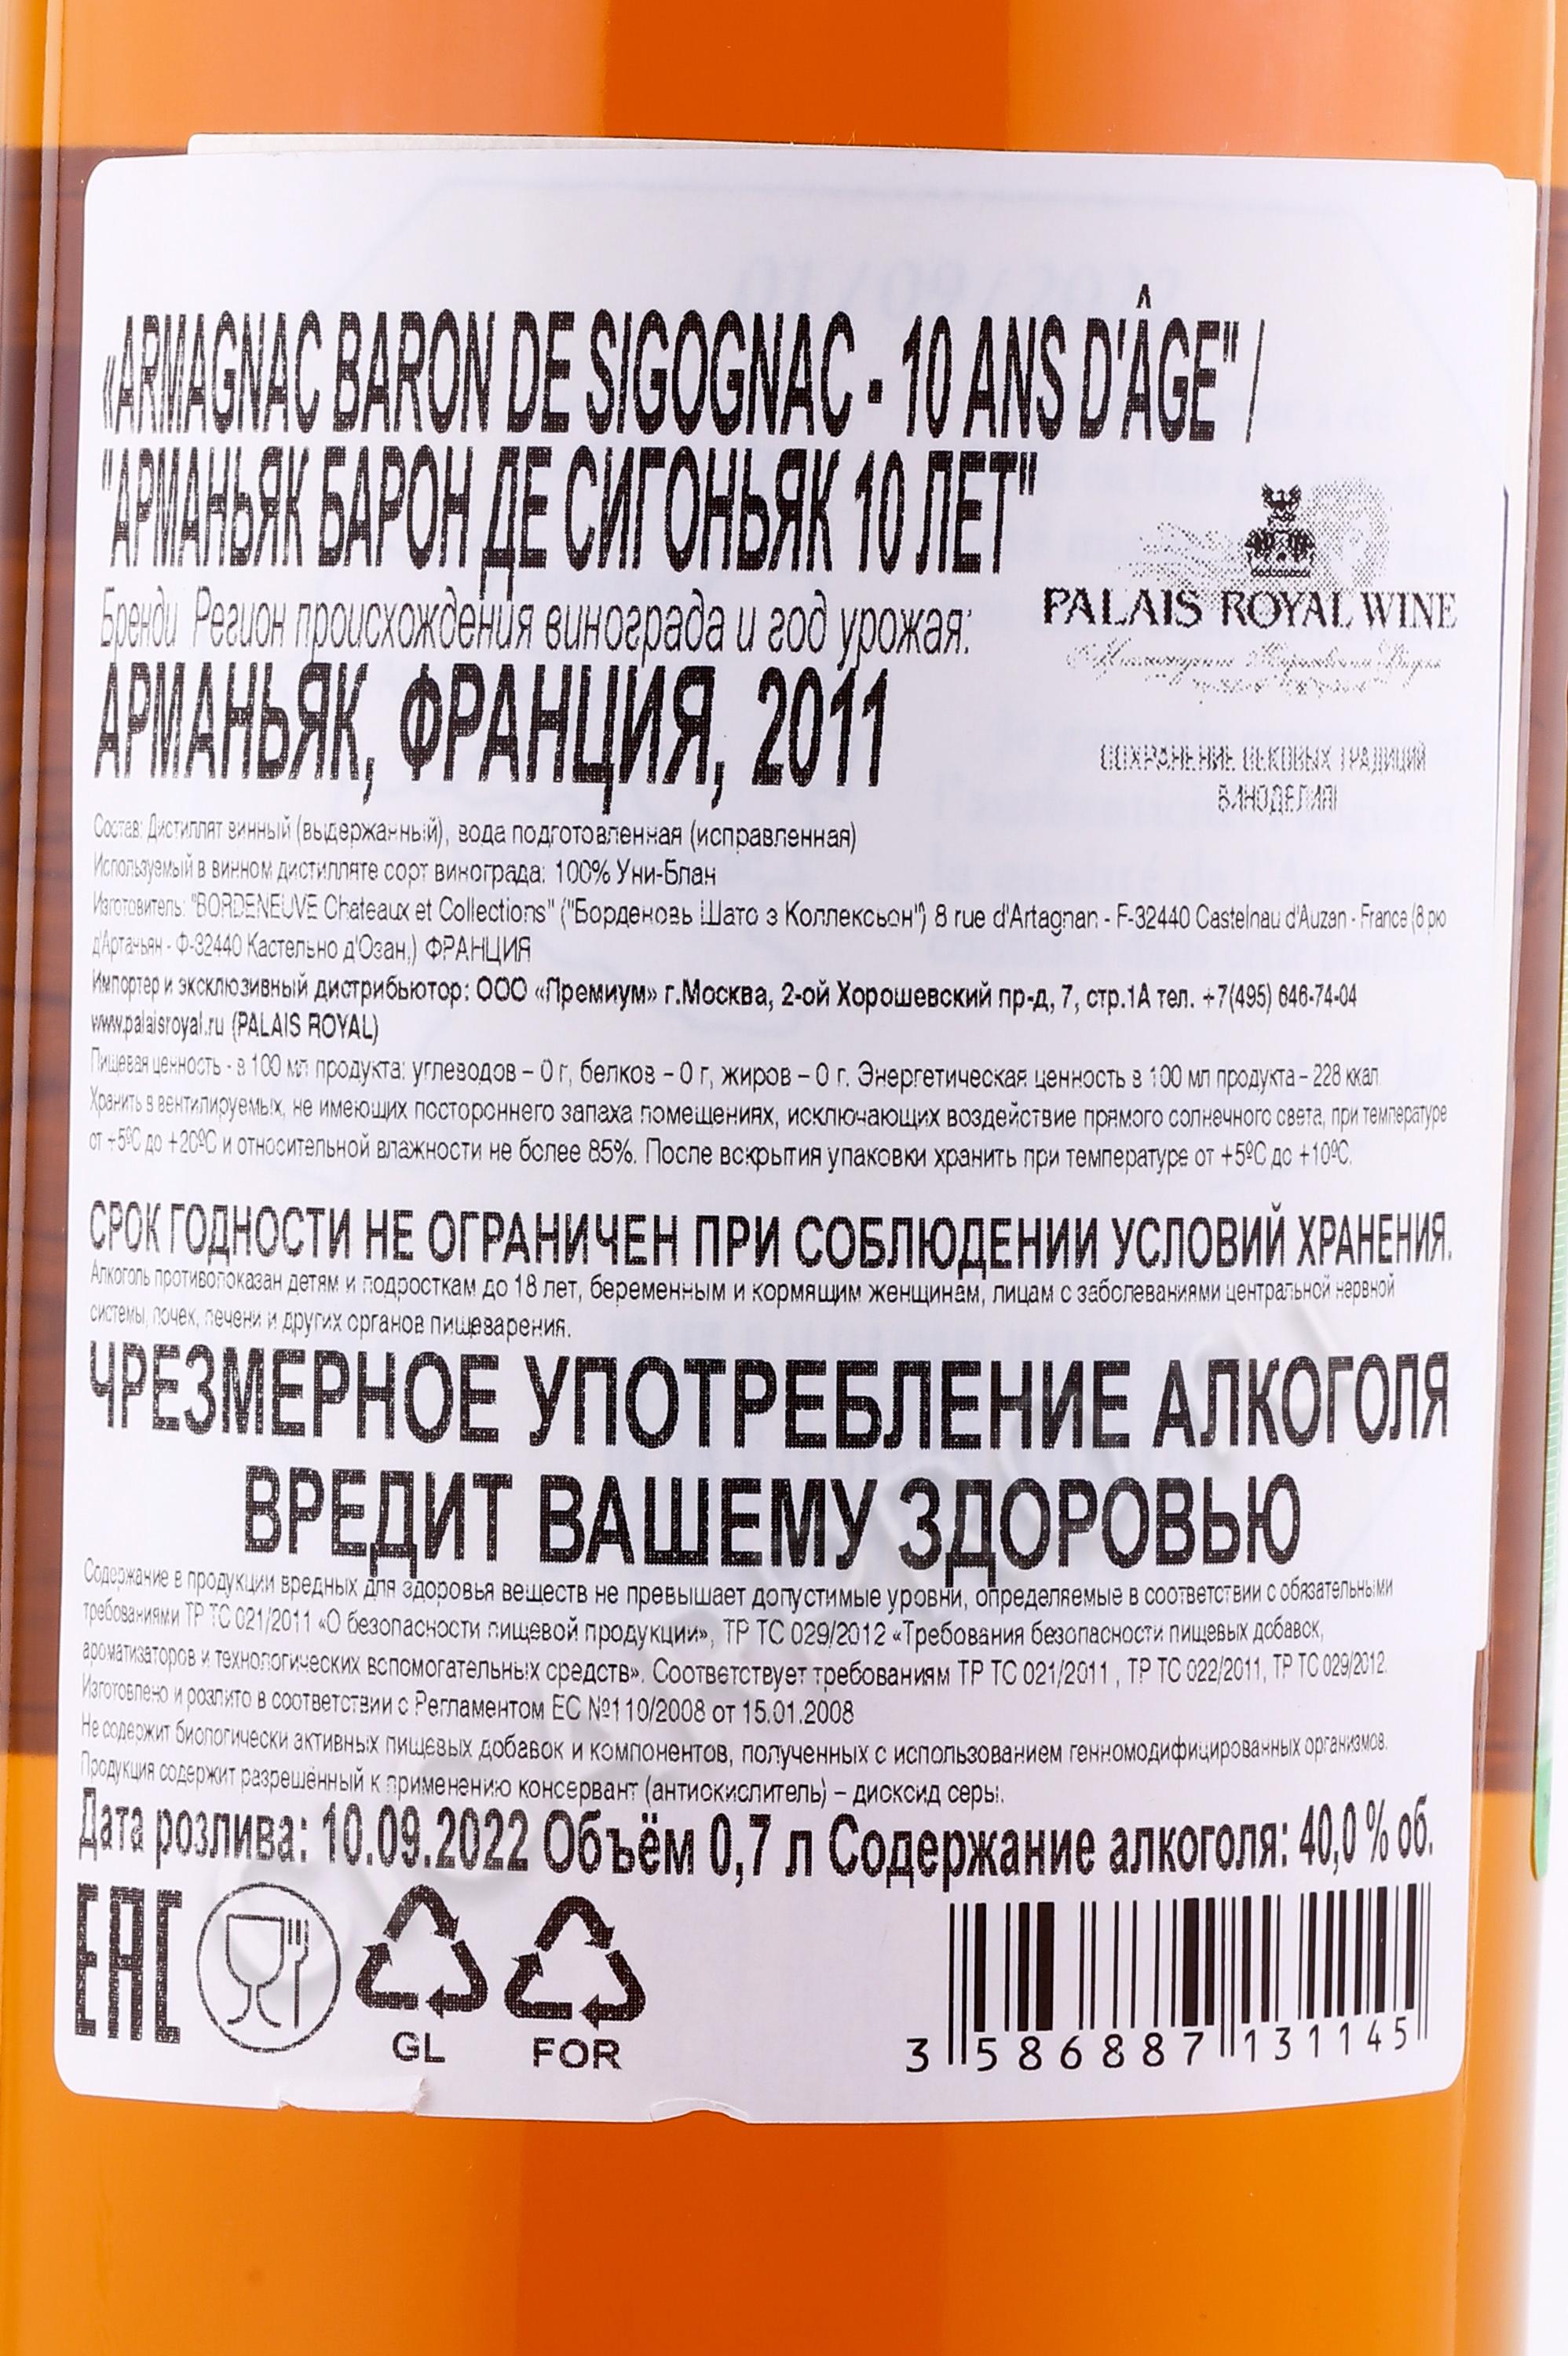 «ARMAGNAC BARON DE SIGOGNAC - 10 ANS D'ÂGE" /
"АРМАНЬЯК БАРОН ДЕ СИГОНЬЯК 10 ЛЕТ"
Бренди Регион происхождения винограда и год урожая:
АРМАНЬЯК, ФРАНЦИЯ, 2011
PALAIS ROYAL WINE
СОХРАНЕНИЕ ВЕКОВЫХ ТРАДИЦИЙ
ВИНОДЕЛИЯ
Состав: Дистиллят винный (выдержанный), вода подготовленная (исправленная)
Используемый в винном дистилляте сорт винограда: 100% Уни-Блан
Изготовитель: "BORDENEUVE Chateaux et Collections" ("Борденовь Шато э Коллексьон") 8 rue d'Artagnan - F-32440 Castelnau d'Auzan - France (8 рю
д'Артаньян - Ф-32440 Кастельно д'Озан,) ФРАНЦИЯ
Импортер и эксклюзивный дистрибьютор: ООО «Премиум» г.Москва, 2-ой Хорошевский пр-д, 7, стр.1А тел. +7(495) 646-74-04
www.palaisroyal.ru (PALAIS ROYAL)
Пищевая ценность - в 100 мл продукта: углеводов – 0 г, белков – 0 г, жиров – 0 г. Энергетическая ценность в 100 мл продукта – 228 ккал
Хранить в вентилируемых, не имеющих постороннего запаха помещениях, исключающих воздействие прямого солнечного света, при температуре
от +5ºС до +20ºС и относительной влажности не более 85%. После вскрытия упаковки хранить при температуре от +5ºС до +10ºС.
СРОК ГОДНОСТИ НЕ ОГРАНИЧЕН ПРИ СОБЛЮДЕНИИ УСЛОВИЙ ХРАНЕНИЯ.
Алкоголь противопоказан детям и подросткам до 18 лет, беременным и кормящим женщинам, лицам с заболеваниями центральной нервной
системы, почек, печени и других органов пищеварения.
ЧРЕЗМЕРНОЕ УПОТРЕБЛЕНИЕ АЛКОГОЛЯ
ВРЕДИТ ВАШЕМУ ЗДОРОВЬЮ
Содержание в продукции вредных для здоровья веществ не превышает допустимые уровни, определяемые в соответствии с обязательными
требованиями ТР ТС 021/2011 «О безопасности пищевой продукции», ТР ТС 029/2012 «Требования безопасности пищевых добавок,
ароматизаторов и технологических вспомогательных средств». Соответствует требованиям ТР ТС 021/2011 , ТР ТС 022/2011, ТР ТС 029/2012.
Изготовлено и розлито в соответствии с Регламентом ЕС №110/2008 от 15.01.2008
Не содержит биологически активных пищевых добавок и компонентов, полученных с использованием генномодифицированных организмов.
Продукция содержит разрешённый к применению консервант (антиокислитель) – диоксид серы.
Дата розлива: 10.09.2022 Объём 0,7 л Содержание алкоголя: 40,0 % об.
EAC
GL
FOR
3 586887 131145